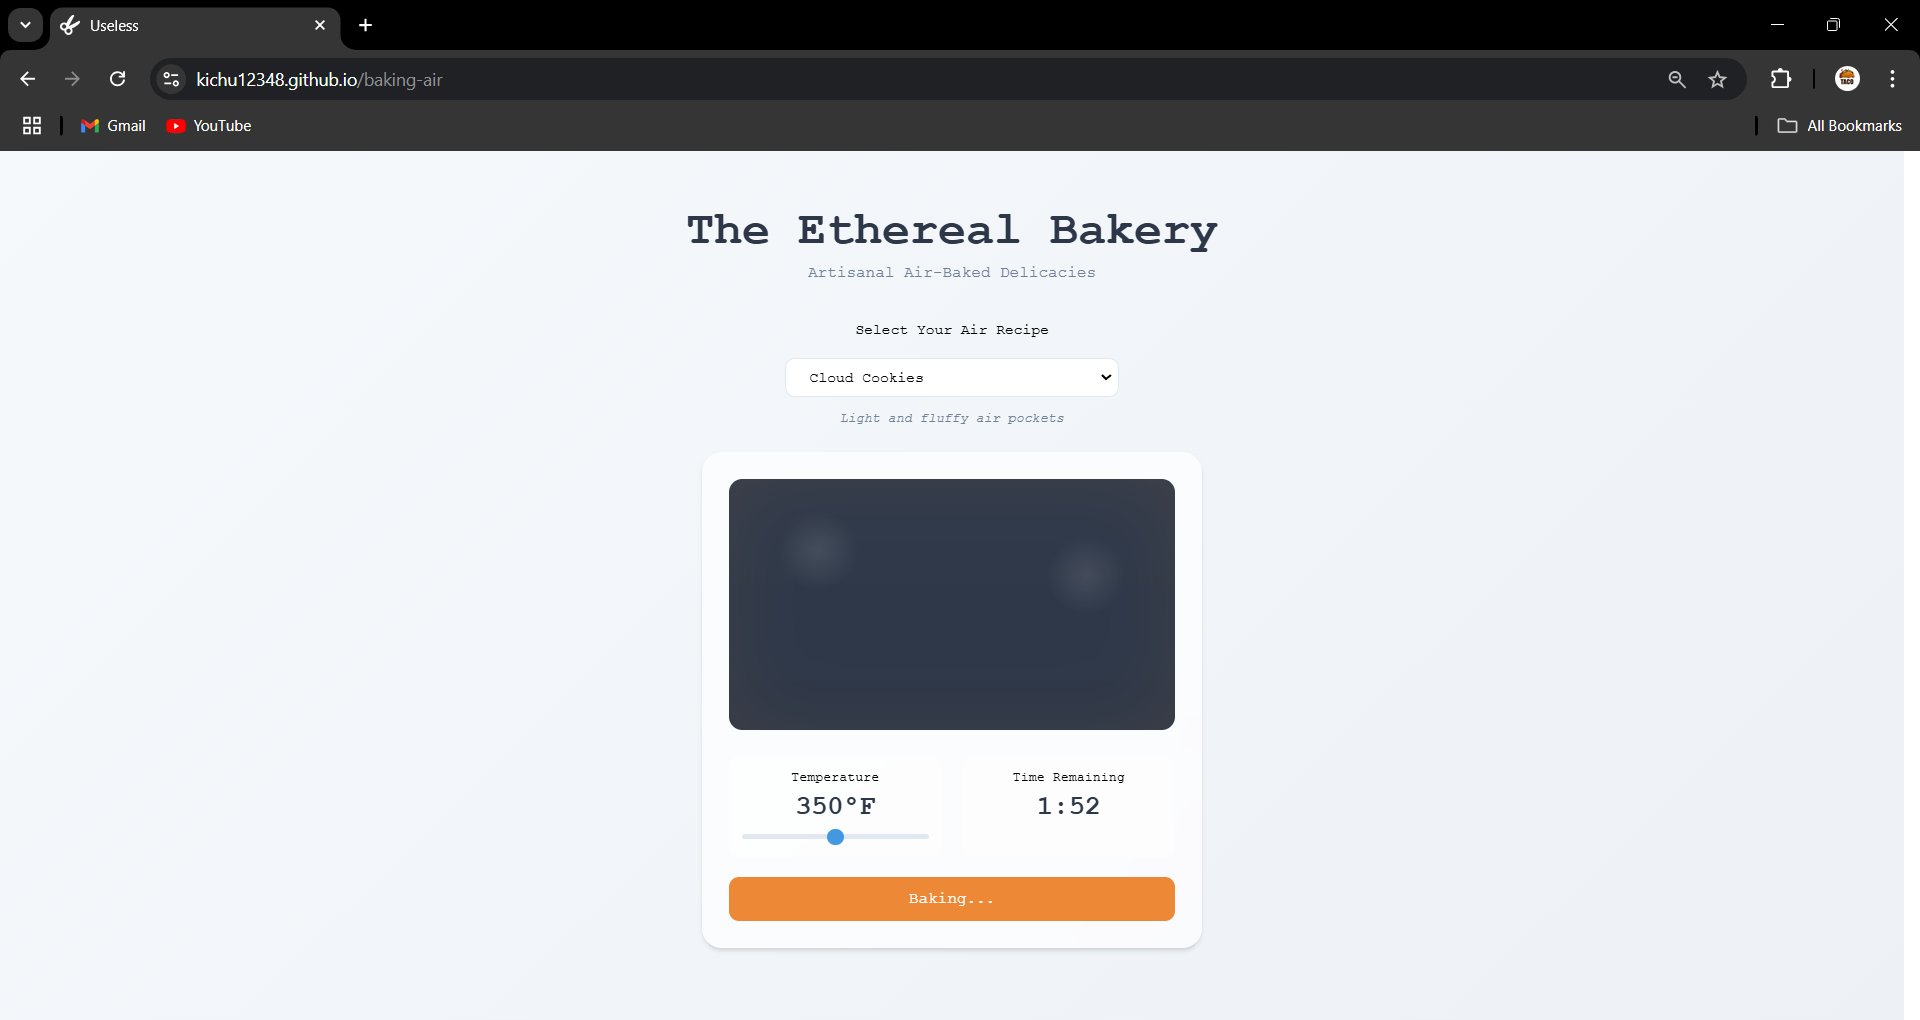 Useless
kichu12348.github.io/baking-air
TACO
Gmail
YouTube
All Bookmarks
The Ethereal Bakery
Artisanal Air-Baked Delicacies
Select Your Air Recipe
Cloud Cookies
Light and fluffy air pockets
Temperature
350°F
Time Remaining
1:52
Baking...